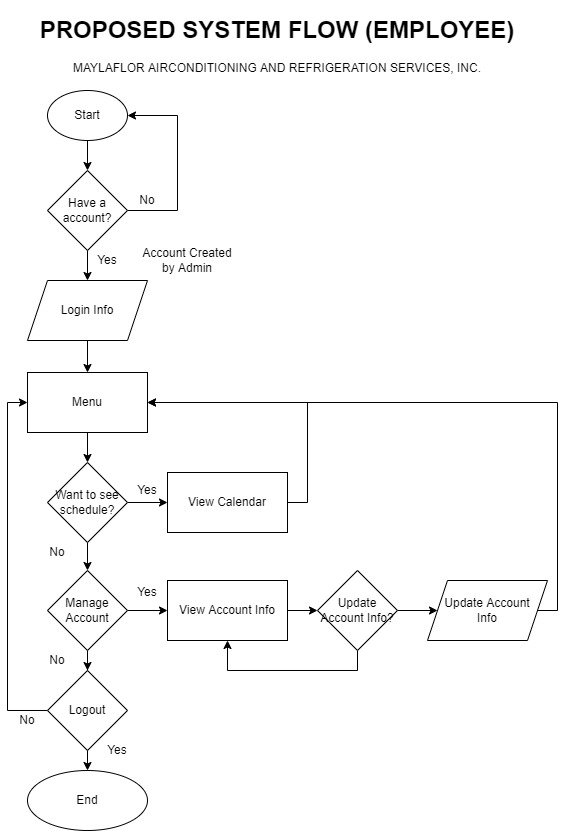 PROPOSED SYSTEM FLOW (EMPLOYEE)
MAYLAFLOR AIRCONDITIONING AND REFRIGERATION SERVICES, INC.
Start
Have a
account?
No
Yes
Account Created
by Admin
Login Info
Menu
Want to see
schedule?
Yes
View Calendar
No
Manage
Account
Yes
View Account Info
Update
Account Info?
Update Account
Info
No
Logout
No
Yes
End